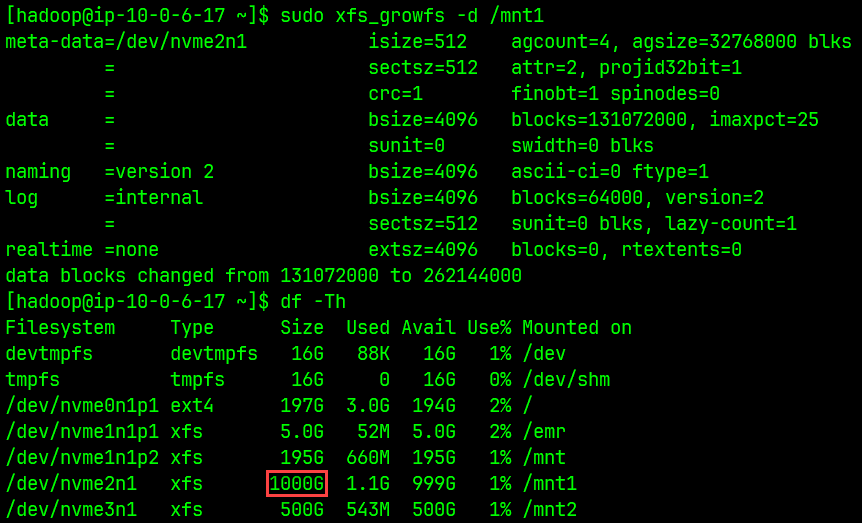 [hadoop@ip-10-0-6-17 ~]$ sudo xfs_growfs -d /mnt1
meta-data=/dev/nvme2n1           isize=512    agcount=4, agsize=32768000 blks
         =                       sectsz=512   attr=2, projid32bit=1
         =                       crc=1        finobt=1 spinodes=0
data     =                       bsize=4096   blocks=131072000, imaxpct=25
         =                       sunit=0      swidth=0 blks
naming   =version 2              bsize=4096   ascii-ci=0 ftype=1
log      =internal               bsize=4096   blocks=64000, version=2
         =                       sectsz=512   sunit=0 blks, lazy-count=1
realtime =none                   extsz=4096   blocks=0, rtextents=0
data blocks changed from 131072000 to 262144000
[hadoop@ip-10-0-6-17 ~]$ df -Th
Filesystem     Type      Size  Used Avail Use% Mounted on
devtmpfs       devtmpfs   16G   88K   16G   1% /dev
tmpfs          tmpfs      16G     0   16G   0% /dev/shm
/dev/nvme0n1p1 ext4      197G  3.0G  194G   2% /
/dev/nvme1n1p1 xfs       5.0G   52M  5.0G   2% /emr
/dev/nvme1n1p2 xfs       195G  660M  195G   1% /mnt
/dev/nvme2n1   xfs      1000G  1.1G  999G   1% /mnt1
/dev/nvme3n1   xfs       500G  543M  500G   1% /mnt2